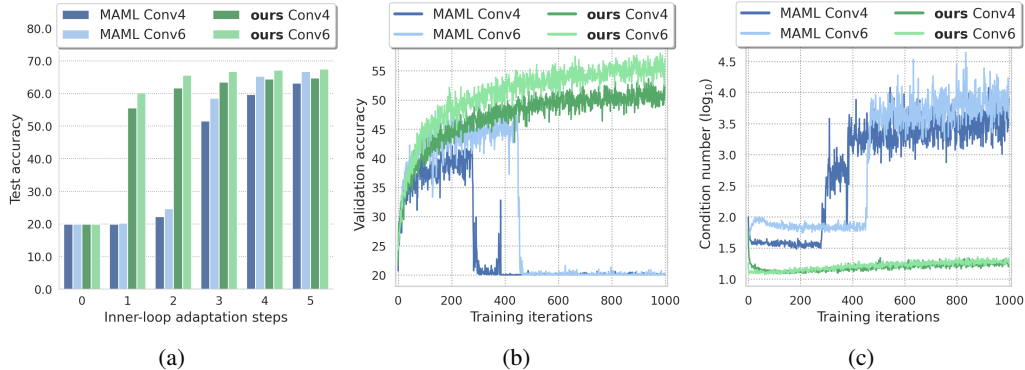 MAML Conv4 ours Conv4
MAML Conv6 ours Conv6
80.0
70.0
60.0
50.0
40.0
30.0
20.0
10.0
0.0
Test accuracy
0 1 2 3 4 5
Inner-loop adaptation steps
(a)
MAML Conv4 ours Conv4
MAML Conv6 ours Conv6
55
50
45
40
35
30
25
20
Validation accuracy
0 200 400 600 800 1000
Training iterations
(b)
MAML Conv4 ours Conv4
MAML Conv6 ours Conv6
4.5
4.0
3.5
3.0
2.5
2.0
1.5
1.0
Condition number (log₁₀)
0 200 400 600 800 1000
Training iterations
(c)